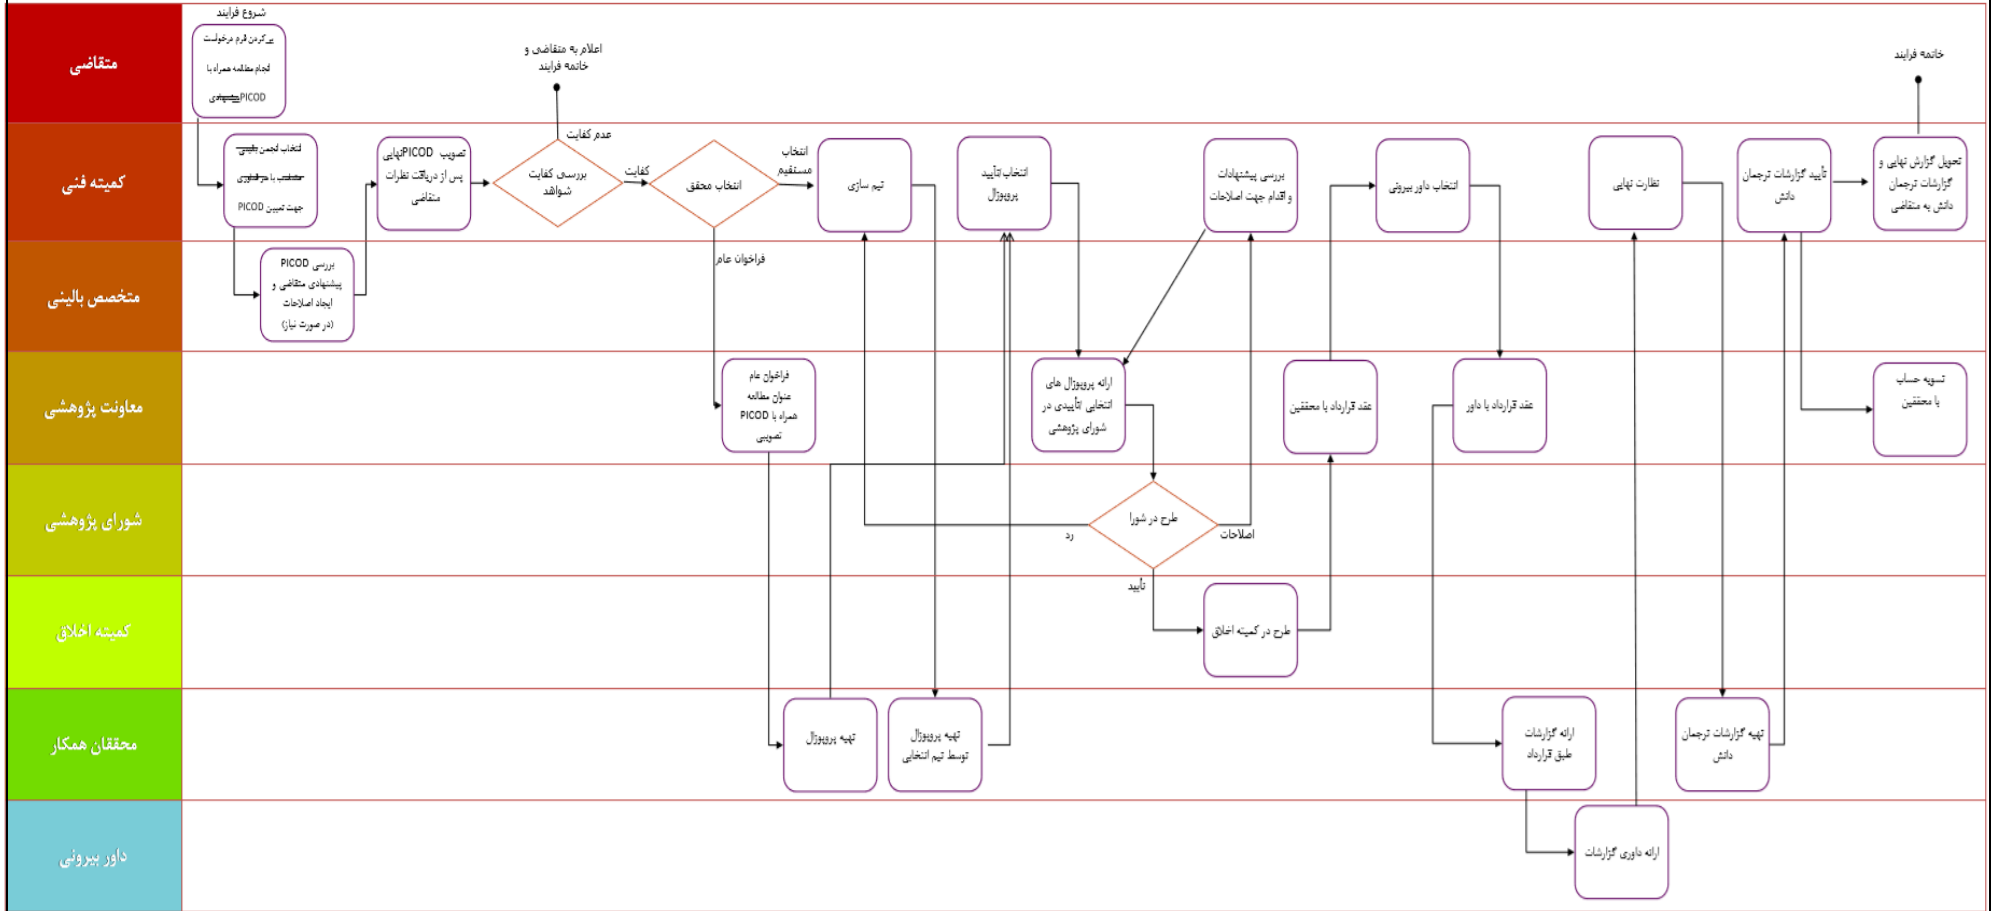 شروع فرایند
متقاضی
پر کردن فرم درخواست
انجام مطالعه همراه با
PICOD پیشنهادی
اعلام به متقاضی و
خاتمه فرایند
خاتمه فرایند
کمیته فنی
انتخاب انجمن بالینی
متناسب با هر فناوری
جهت تعیین PICOD
تصویب PICODنهایی
پس از دریافت نظرات
متقاضی
بررسی کفایت
شواهد
عدم کفایت
کفایت
انتخاب محقق
انتخاب
مستقیم
فراخوان عام
تیم سازی
انتخاب/تأیید
پروپوزال
بررسی پیشنهادات
و اقدام جهت اصلاحات
انتخاب داور بیرونی
نظارت نهایی
تأیید گزارشات ترجمان
دانش
تحویل گزارش نهایی و
گزارشات ترجمان
دانش به متقاضی
متخصص بالینی
بررسی PICOD
پیشنهادی متقاضی و
ایجاد اصلاحات
(در صورت نیاز)
معاونت پژوهشی
فراخوان عام
عنوان مطالعه
همراه با PICOD
تصویبی
ارائه پروپوزال های
انتخابی /تأییدی در
شورای پژوهشی
عقد قرارداد با محققین
عقد قرارداد با داور
تسویه حساب
با محققین
شورای پژوهشی
طرح در شورا
رد
اصلاحات
تأیید
کمیته اخلاق
طرح در کمیته اخلاق
محققان همکار
تهیه پروپوزال
تهیه پروپوزال
توسط تیم انتخابی
ارائه گزارشات
طبق قرارداد
تهیه گزارشات ترجمان
دانش
داور بیرونی
ارائه داوری گزارشات